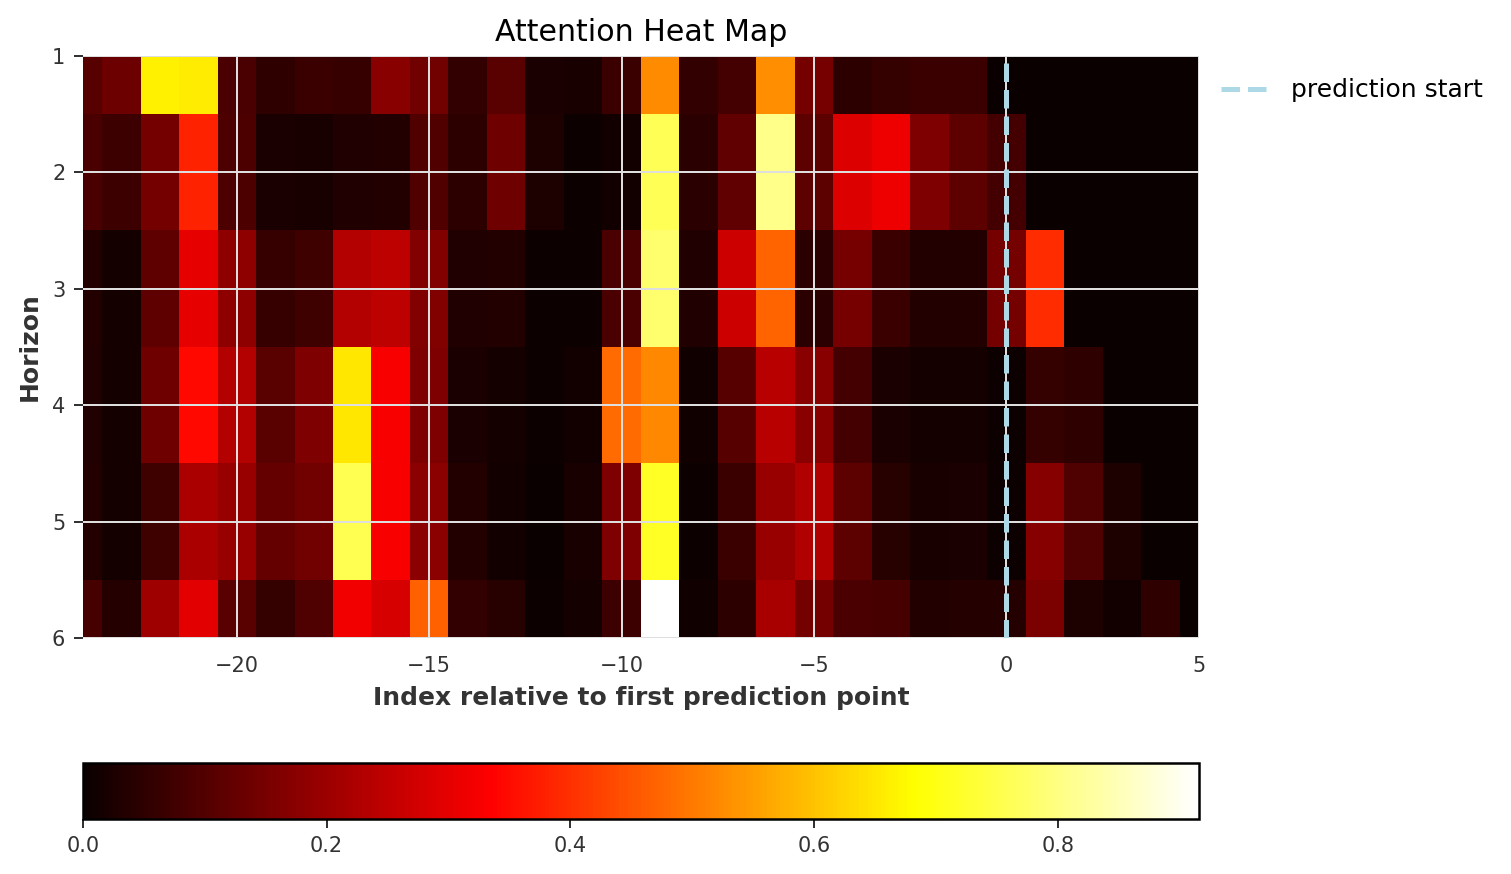 Attention Heat Map
prediction start
1
2
3
4
5
6
Horizon
−20 −15 −10 −5 0 5
Index relative to first prediction point
0.0 0.2 0.4 0.6 0.8